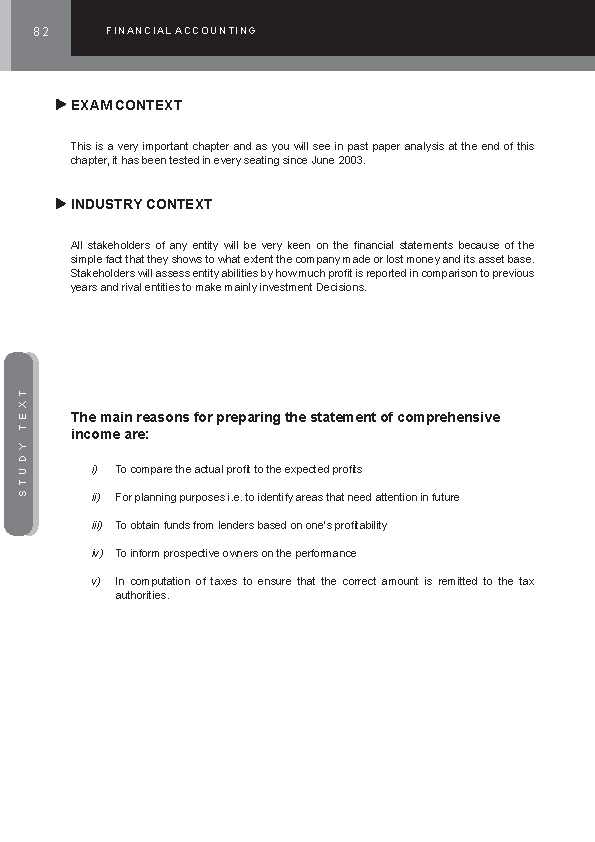 82
FINANCIAL ACCOUNTING
EXAM CONTEXT
This is a very important chapter and as you will see in past paper analysis at the end of this
chapter, it has been tested in every seating since June 2003.
INDUSTRY CONTEXT
All stakeholders of any entity will be very keen on the financial statements because of the
simple fact that they shows to what extent the company made or lost money and its asset base.
Stakeholders will assess entity abilities by how much profit is reported in comparison to previous
years and rival entities to make mainly investment Decisions.
STUDY TEXT
The main reasons for preparing the statement of comprehensive
income are:
i) To compare the actual profit to the expected profits
ii) For planning purposes i.e. to identify areas that need attention in future
iii) To obtain funds from lenders based on one's profitability
iv) To inform prospective owners on the performance
v) In computation of taxes to ensure that the correct amount is remitted to the tax
authorities.